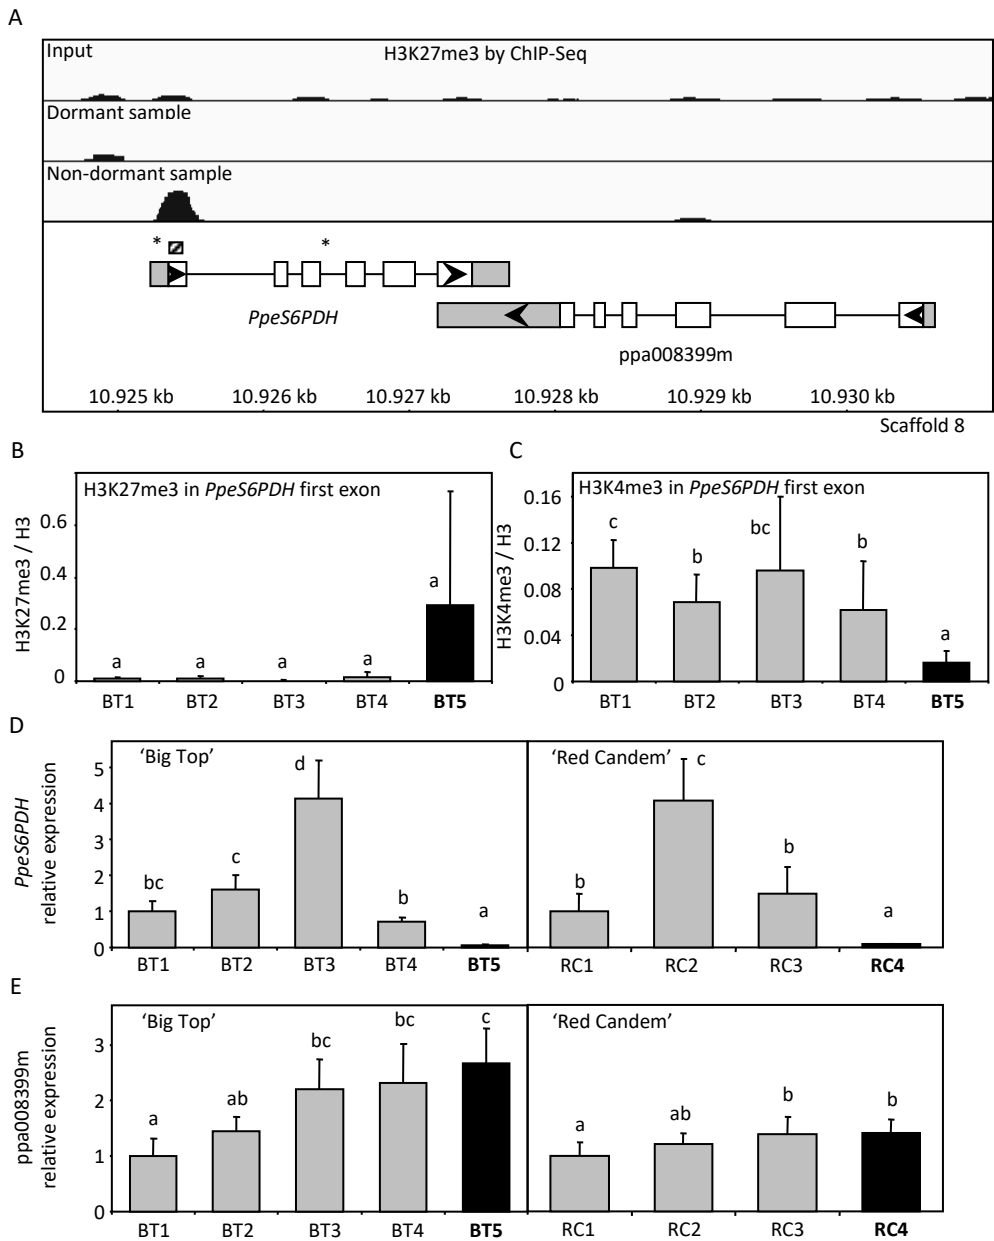 A
Input
H3K27me3 by ChIP-Seq
Dormant sample
Non-dormant sample
* *
PpeS6PDH
ppa008399m
10.925 kb 10.926 kb 10.927 kb 10.928 kb 10.929 kb 10.930 kb
Scaffold 8
B
H3K27me3 in PpeS6PDH first exon
H3K27me3 / H3
0.6
0.4
0.2
0
a a a a a
BT1 BT2 BT3 BT4 BT5
C
H3K4me3 in PpeS6PDH first exon
H3K4me3 / H3
0.16
0.12
0.08
0.04
0
c b bc b a
BT1 BT2 BT3 BT4 BT5
D
PpeS6PDH
relative expression
5
4
3
2
1
0
‘Big Top’
bc c d b a
BT1 BT2 BT3 BT4 BT5
‘Red Candem’
b c b a
RC1 RC2 RC3 RC4
E
ppa008399m
relative expression
3
2
1
0
‘Big Top’
a ab bc bc c
BT1 BT2 BT3 BT4 BT5
‘Red Candem’
a ab b b
RC1 RC2 RC3 RC4